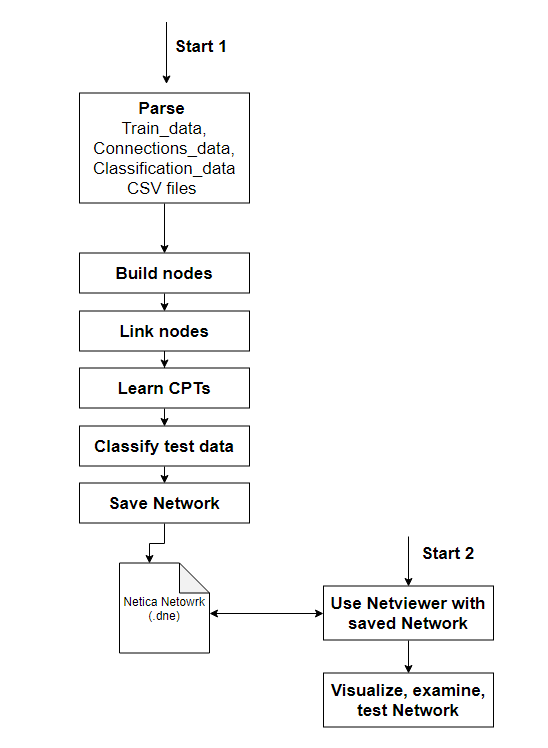 Start 1
Parse
Train_data,
Connections_data,
Classification_data
CSV files
Build nodes
Link nodes
Learn CPTs
Classify test data
Save Network
Netica Netowrk
(.dne)
Start 2
Use Netviewer with
saved Network
Visualize, examine,
test Network